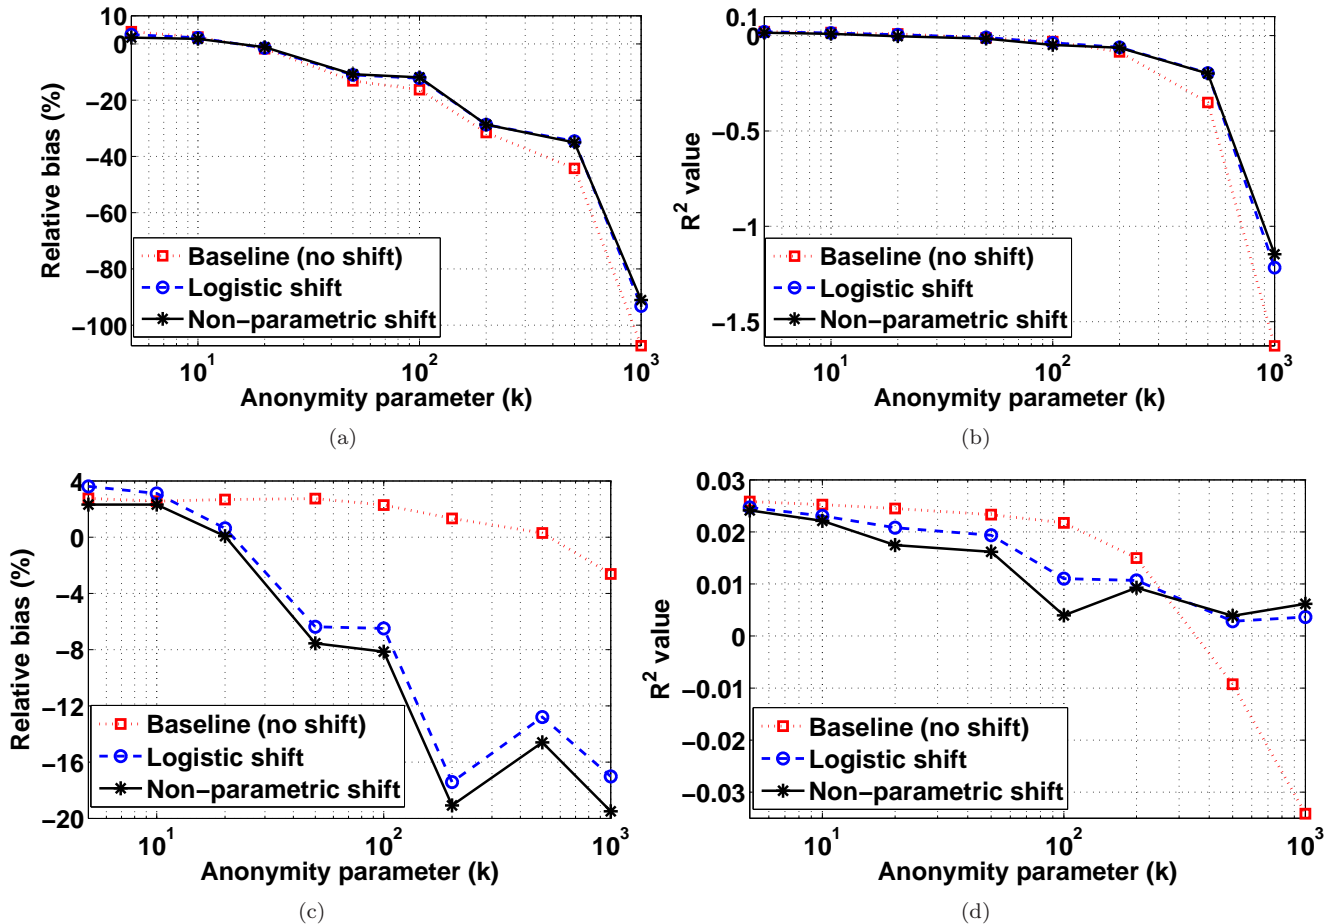 10
0
−20
−40
−60
−80
−100
Relative bias (%)
Baseline (no shift)
Logistic shift
Non−parametric shift
10^1
10^2
10^3
Anonymity parameter (k)
(a)
0.1
0
−0.5
−1
−1.5
R^2 value
Baseline (no shift)
Logistic shift
Non−parametric shift
10^1
10^2
10^3
Anonymity parameter (k)
(b)
4
0
−4
−8
−12
−16
−20
Relative bias (%)
Baseline (no shift)
Logistic shift
Non−parametric shift
10^1
10^2
10^3
Anonymity parameter (k)
(c)
0.03
0.02
0.01
0
−0.01
−0.02
−0.03
R^2 value
Baseline (no shift)
Logistic shift
Non−parametric shift
10^1
10^2
10^3
Anonymity parameter (k)
(d)